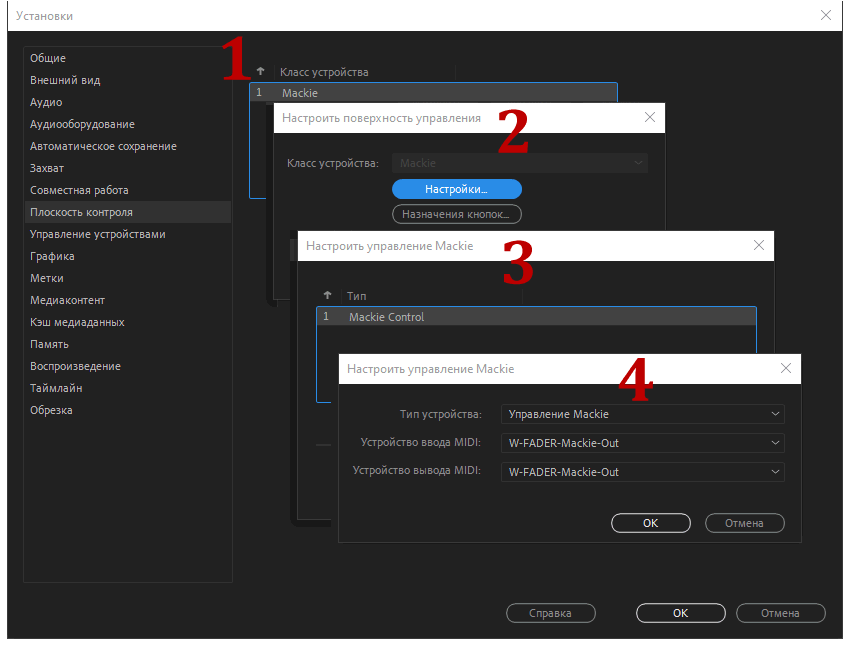 Установки
Общие
Внешний вид
Аудио
Аудиооборудование
Автоматическое сохранение
Захват
Совместная работа
Плоскость контроля
Управление устройствами
Графика
Метки
Медиаконтент
Кэш медиаданных
Память
Воспроизведение
Таймлайн
Обрезка
1
Класс устройства
1 Mackie
2
Настроить поверхность управления
Класс устройства: Mackie
Настройки...
Назначения кнопок...
3
Настроить управление Mackie
Тип
1 Mackie Control
4
Настроить управление Mackie
Тип устройства: Управление Mackie
Устройство ввода MIDI: W-FADER-Mackie-Out
Устройство вывода MIDI: W-FADER-Mackie-Out
OK Отмена
Справка OK Отмена